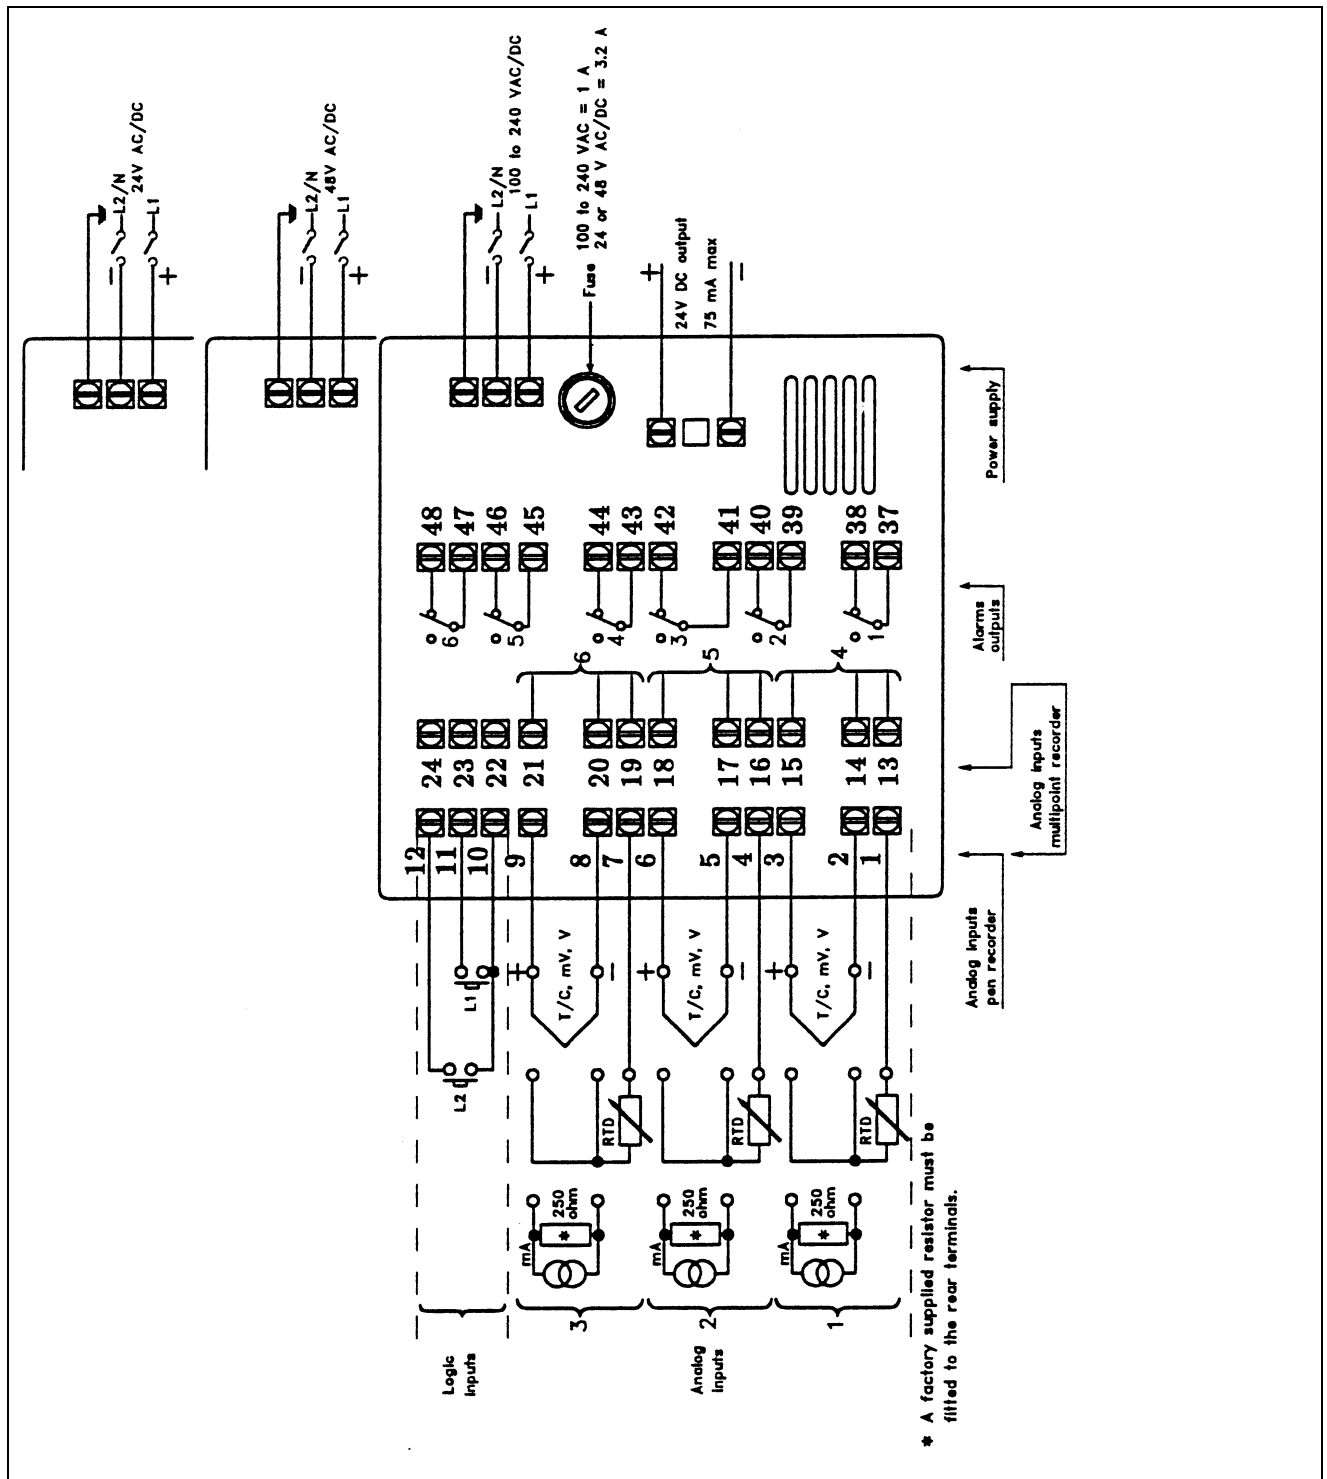 L2/N
24V AC/DC
L1
−
+
L2/N
48V AC/DC
L1
−
+
L2/N
100 to 240 VAC/DC
L1
−
+
Fuse
100 to 240 VAC = 1 A
24 or 48 V AC/DC = 3.2 A
+
24V DC output
75 mA max
−
Power supply
48
47
46
45
44
43
42
41
40
39
38
37
6
5
4
3
2
1
Alarms
outputs
6
5
4
24
23
22
21
20
19
18
17
16
15
14
13
Analog inputs
multipoint recorder
12
11
10
9
8
7
6
5
4
3
2
1
Analog inputs
pen recorder
L1
L2
+
T/C, mV, V
−
+
T/C, mV, V
−
+
T/C, mV, V
−
RTD
RTD
RTD
mA
*
250
ohm
mA
*
250
ohm
mA
*
250
ohm
3
2
1
Logic
inputs
Analog
inputs
* A factory supplied resistor must be
fitted to the rear terminals.